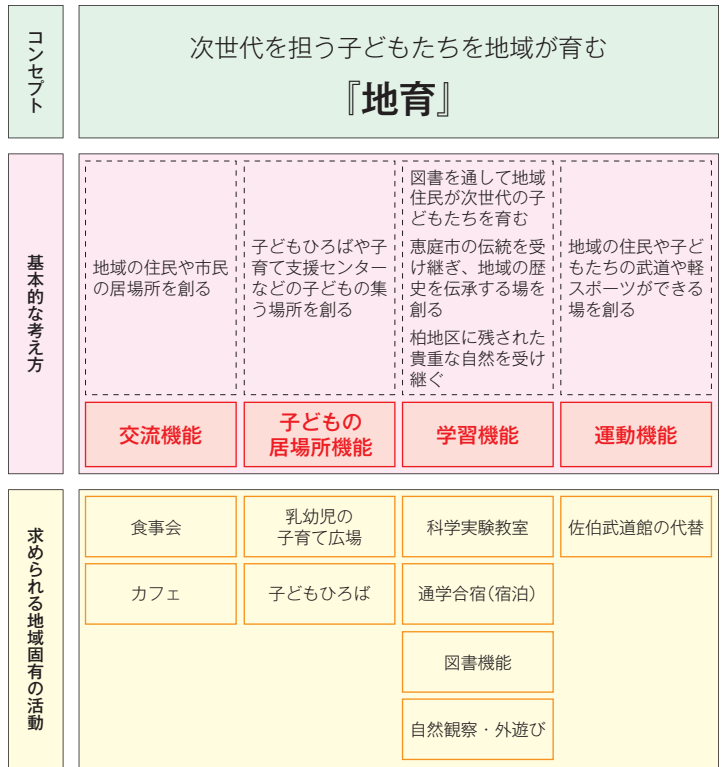 コンセプト
次世代を担う子どもたちを地域が育む
『地育』
基本的な考え方
地域の住民や市民
の居場所を創る
子どもひろばや子
育て支援センター
などの子どもの集
う場所を創る
図書を通して地域
住民が次世代の子
どもたちを育む
恵庭市の伝統を受
け継ぎ、地域の歴
史を伝承する場を
創る
柏地区に残された
貴重な自然を受け
継ぐ
地域の住民や子ど
もたちの武道や軽
スポーツができる
場を創る
交流機能
子どもの
居場所機能
学習機能
運動機能
求められる地域固有の活動
食事会
乳幼児の
子育て広場
科学実験教室
佐伯武道館の代替
カフェ
子どもひろば
通学合宿(宿泊)
図書機能
自然観察・外遊び